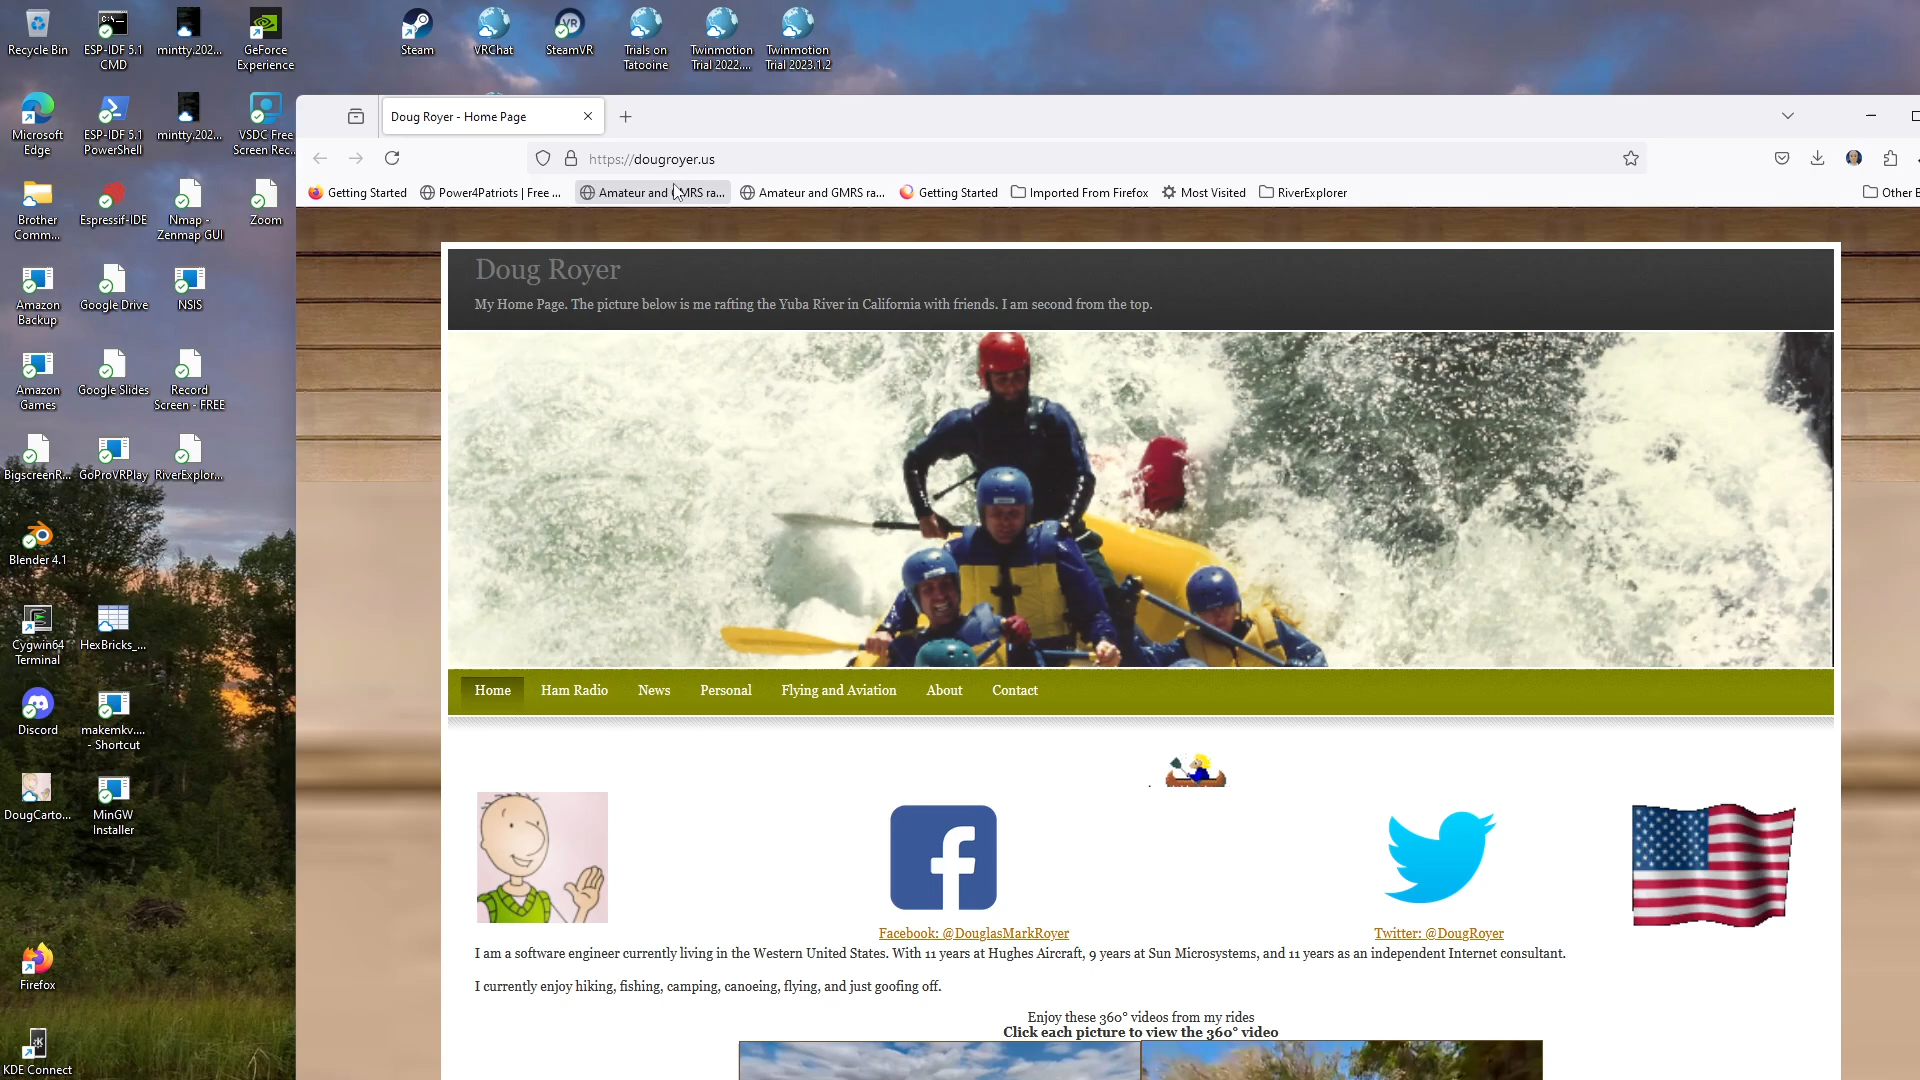 Recycle Bin
ESP-IDF 5.1
CMD
mintty.202...
GeForce
Experience
Steam
VRChat
SteamVR
Trials on
Tatooine
Twinmotion
Trial 2022....
Twinmotion
Trial 2023.1.2
Microsoft
Edge
ESP-IDF 5.1
PowerShell
mintty.202...
VSDC Free
Screen Rec...
Brother
Comm...
Espressif-IDE
Nmap -
Zenmap GUI
Zoom
Amazon
Backup
Google Drive
NSIS
Amazon
Games
Google Slides
Record
Screen - FREE
BigscreenR...
GoProVRPlay
RiverExplor...
Blender 4.1
Cygwin64
Terminal
HexBricks_...
Discord
makemkv....
- Shortcut
DougCarto...
MinGW
Installer
Firefox
KDE Connect
Doug Royer - Home Page
https://dougroyer.us
Getting Started
Power4Patriots | Free ...
Amateur and GMRS ra...
Amateur and GMRS ra...
Getting Started
Imported From Firefox
Most Visited
RiverExplorer
Other
Doug Royer
My Home Page. The picture below is me rafting the Yuba River in California with friends. I am second from the top.
Home Ham Radio News Personal Flying and Aviation About Contact
Facebook: @DouglasMarkRoyer
Twitter: @DougRoyer
I am a software engineer currently living in the Western United States. With 11 years at Hughes Aircraft, 9 years at Sun Microsystems, and 11 years as an independent Internet consultant.
I currently enjoy hiking, fishing, camping, canoeing, flying, and just goofing off.
Enjoy these 360° videos from my rides
Click each picture to view the 360° video